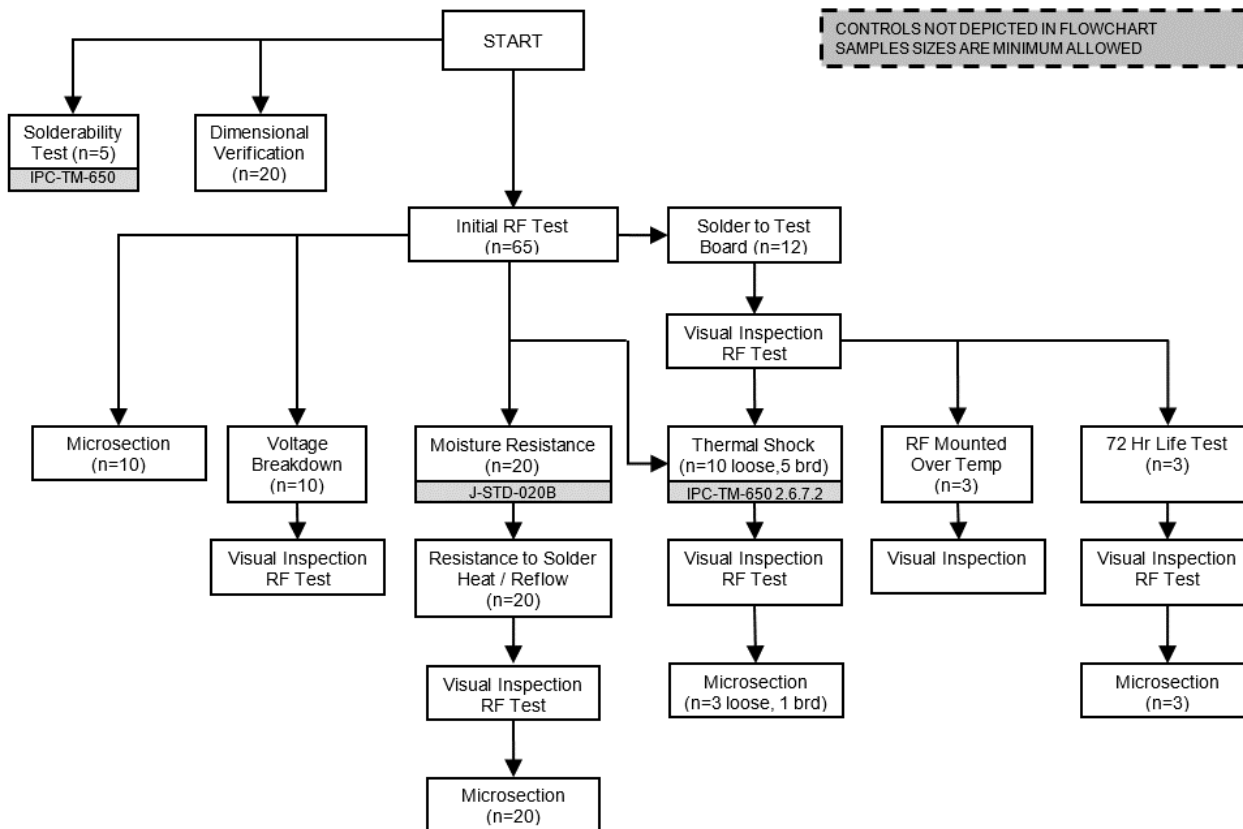 START
CONTROLS NOT DEPICTED IN FLOWCHART
SAMPLES SIZES ARE MINIMUM ALLOWED
Solderability
Test (n=5)
IPC-TM-650
Dimensional
Verification
(n=20)
Initial RF Test
(n=65)
Solder to Test
Board (n=12)
Visual Inspection
RF Test
Microsection
(n=10)
Voltage
Breakdown
(n=10)
Moisture Resistance
(n=20)
J-STD-020B
Thermal Shock
(n=10 loose,5 brd)
IPC-TM-650 2.6.7.2
RF Mounted
Over Temp
(n=3)
72 Hr Life Test
(n=3)
Visual Inspection
RF Test
Resistance to Solder
Heat / Reflow
(n=20)
Visual Inspection
RF Test
Visual Inspection
Visual Inspection
RF Test
Visual Inspection
RF Test
Microsection
(n=3 loose, 1 brd)
Microsection
(n=3)
Microsection
(n=20)